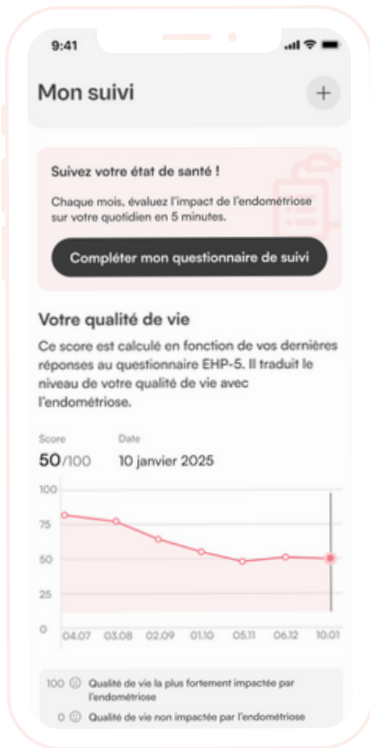 9:41
Mon suivi
+
Suivez votre état de santé !
Chaque mois, évaluez l'impact de l'endométriose
sur votre quotidien en 5 minutes.
Compléter mon questionnaire de suivi
Votre qualité de vie
Ce score est calculé en fonction de vos dernières
réponses au questionnaire EHP-5. Il traduit le
niveau de votre qualité de vie avec
l'endométriose.
Score Date
50/100 10 janvier 2025
100
75
50
25
0
04.07 03.08 02.09 01.10 05.11 06.12 10.01
100 Qualité de vie la plus fortement impactée par
l'endométriose
0 Qualité de vie non impactée par l'endométriose